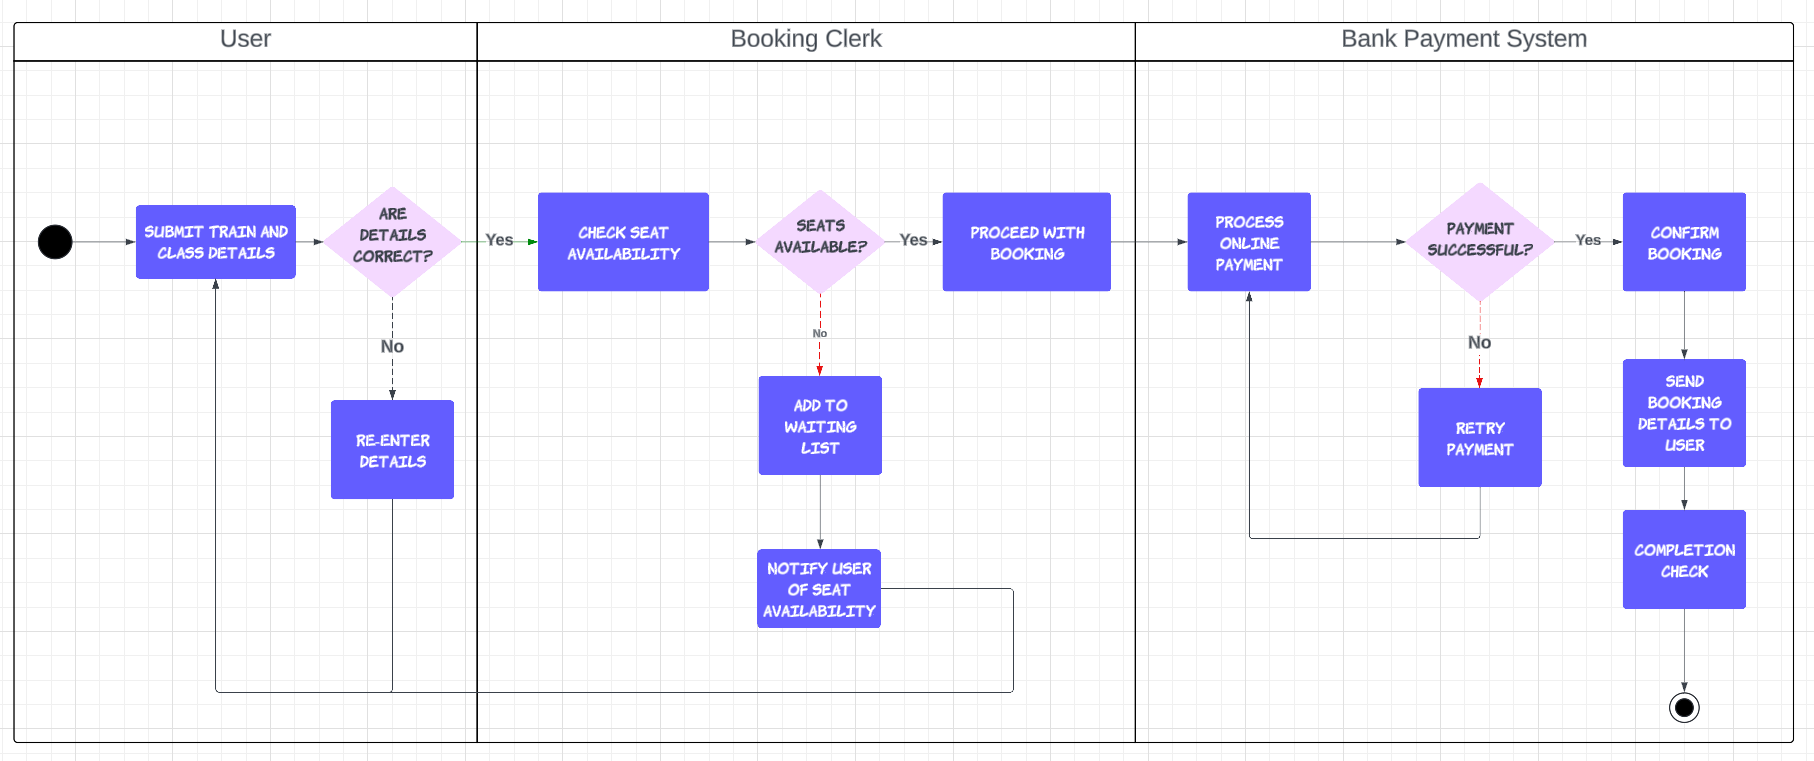 User
Booking Clerk
Bank Payment System
SUBMIT TRAIN AND
CLASS DETAILS
ARE
DETAILS
CORRECT?
Yes
No
RE-ENTER
DETAILS
CHECK SEAT
AVAILABILITY
SEATS
AVAILABLE?
Yes
No
ADD TO
WAITING
LIST
NOTIFY USER
OF SEAT
AVAILABILITY
PROCEED WITH
BOOKING
PROCESS
ONLINE
PAYMENT
PAYMENT
SUCCESSFUL?
Yes
No
RETRY
PAYMENT
CONFIRM
BOOKING
SEND
BOOKING
DETAILS TO
USER
COMPLETION
CHECK